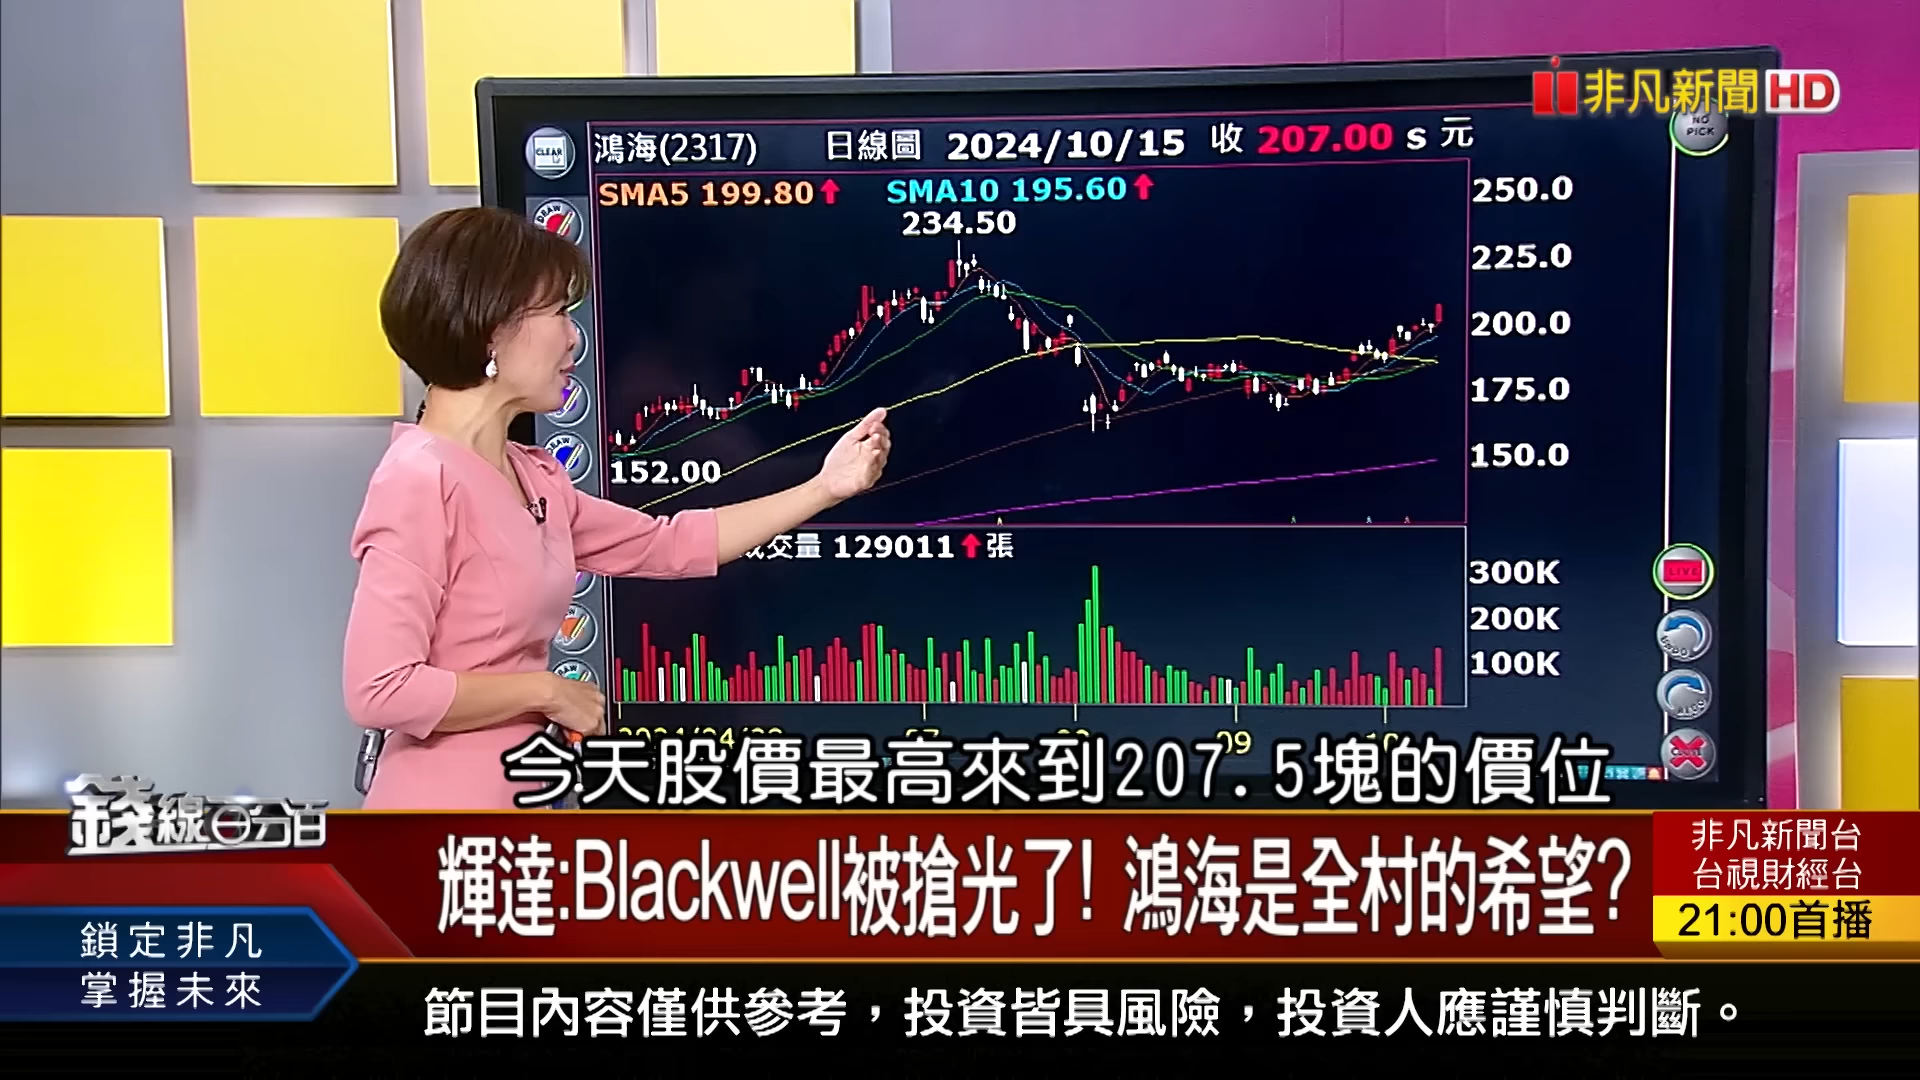 非凡新聞HD
NO PICK
CLEAR
鴻海(2317) 日線圖 2024/10/15 收 207.00 s 元
SMA5 199.80↑ SMA10 195.60↑
DRAW
234.50
250.0
225.0
200.0
175.0
150.0
DRAW
152.00
成交量 129011↑張
300K
200K
100K
LIVE
09
今天股價最高來到207.5塊的價位
錢線百分百
輝達:Blackwell被搶光了! 鴻海是全村的希望?
非凡新聞台
台視財經台
21:00首播
鎖定非凡
掌握未來
節目內容僅供參考，投資皆具風險，投資人應謹慎判斷。